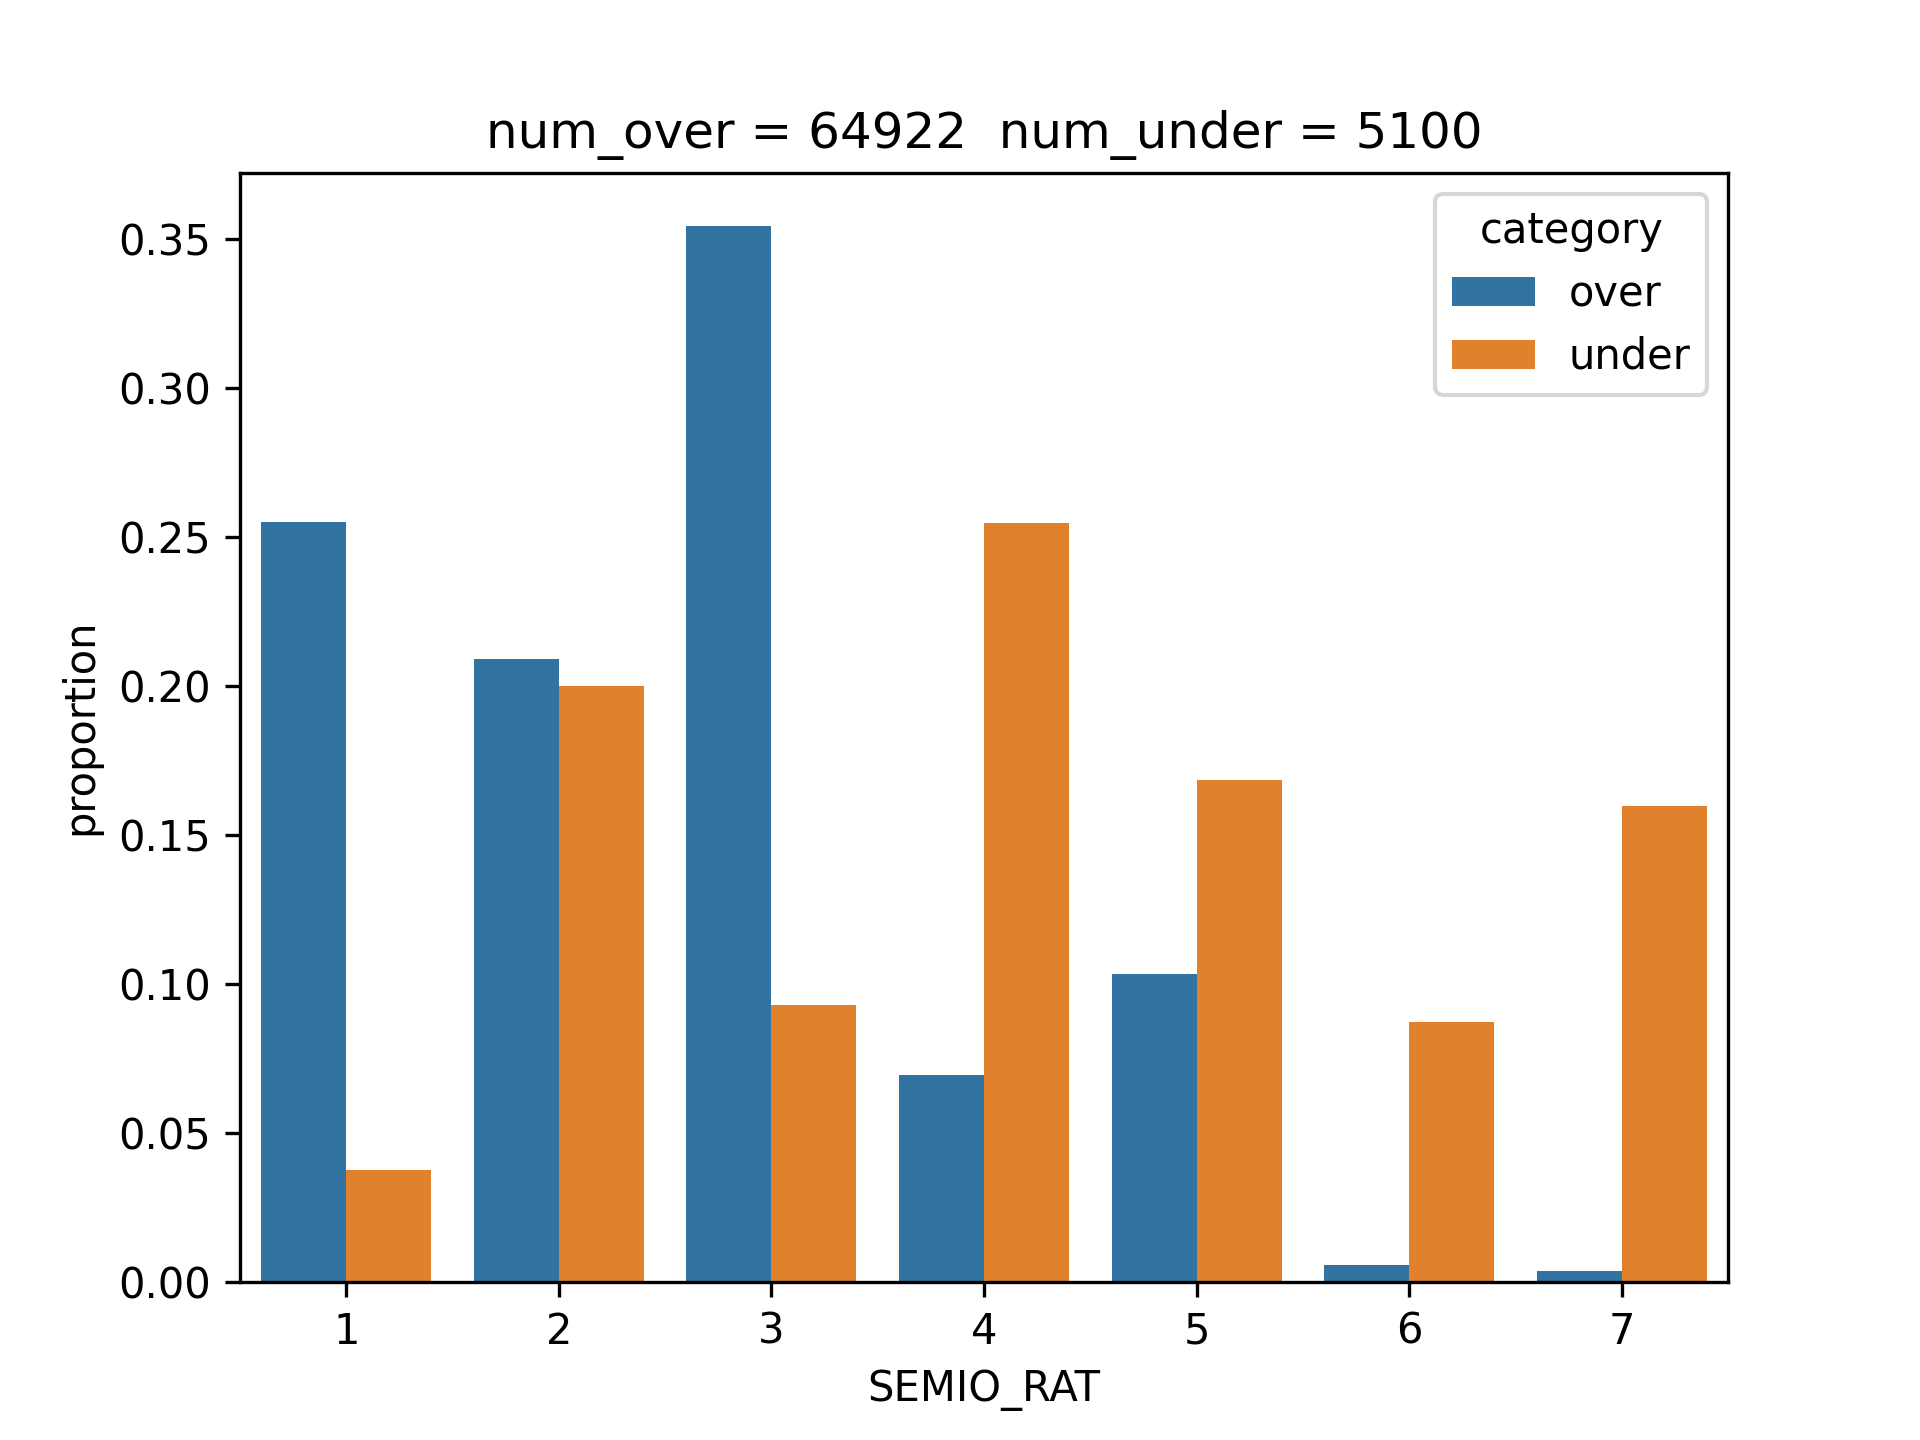 num_over = 64922  num_under = 5100
category
over
under
0.35
0.30
0.25
0.20
0.15
0.10
0.05
0.00
proportion
1 2 3 4 5 6 7
SEMIO_RAT